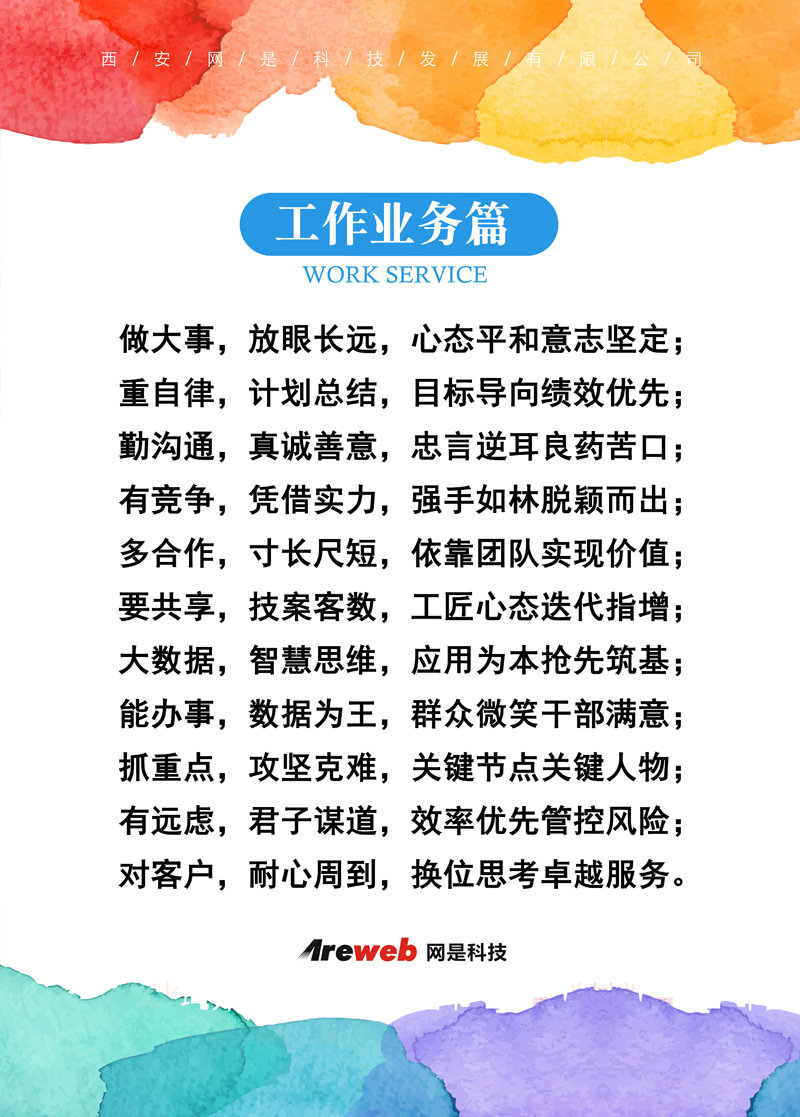 西/安/网/是/科/技/发/展/有/限/公/司
工作业务篇
WORK SERVICE
做大事，放眼长远，心态平和意志坚定；
重自律，计划总结，目标导向绩效优先；
勤沟通，真诚善意，忠言逆耳良药苦口；
有竞争，凭借实力，强手如林脱颖而出；
多合作，寸长尺短，依靠团队实现价值；
要共享，技案客数，工匠心态迭代指增；
大数据，智慧思维，应用为本抢先筑基；
能办事，数据为王，群众微笑干部满意；
抓重点，攻坚克难，关键节点关键人物；
有远虑，君子谋道，效率优先管控风险；
对客户，耐心周到，换位思考卓越服务。
Areweb 网是科技